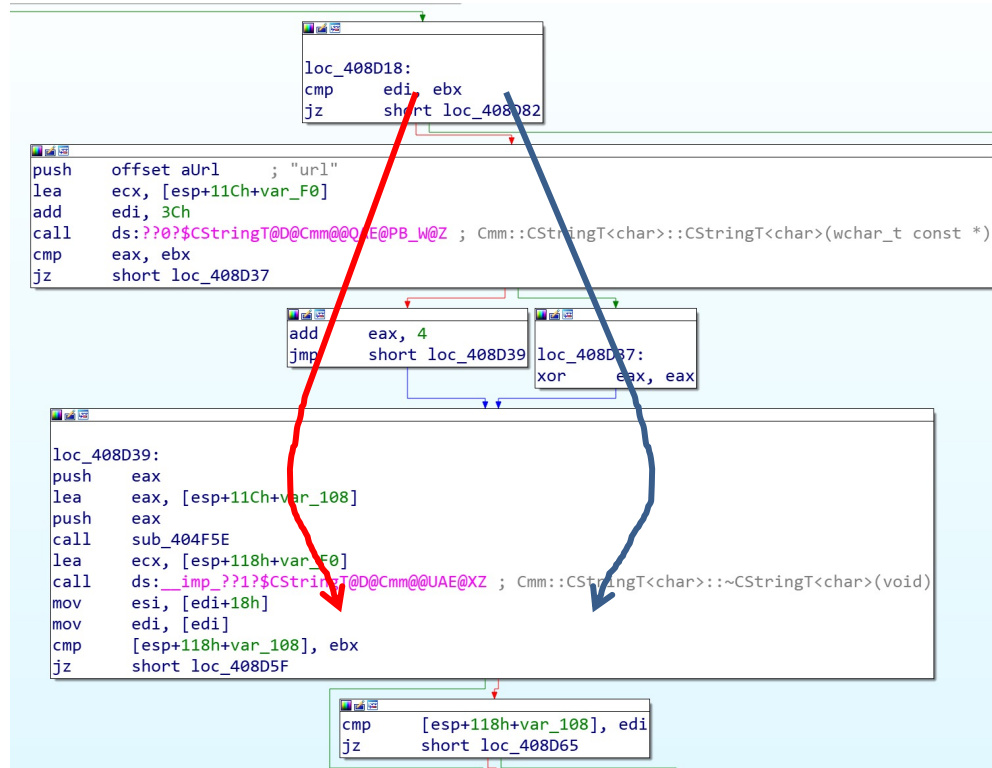 loc_408D18:
cmp edi, ebx
jz short loc_408D82
push offset aUrl ; "url"
lea ecx, [esp+11Ch+var_F0]
add edi, 3Ch
call ds:??0?$CStringT@D@Cmm@@QAE@PB_W@Z ; Cmm::CStringT<char>::CStringT<char>(wchar_t const *)
cmp eax, ebx
jz short loc_408D37
add eax, 4
jmp short loc_408D39
loc_408D37:
xor eax, eax
loc_408D39:
push eax
lea eax, [esp+11Ch+var_108]
push eax
call sub_404F5E
lea ecx, [esp+118h+var_F0]
call ds:__imp_??1?$CStringT@D@Cmm@@UAE@XZ ; Cmm::CStringT<char>::~CStringT<char>(void)
mov esi, [edi+18h]
mov edi, [edi]
cmp [esp+118h+var_108], ebx
jz short loc_408D5F
cmp [esp+118h+var_108], edi
jz short loc_408D65